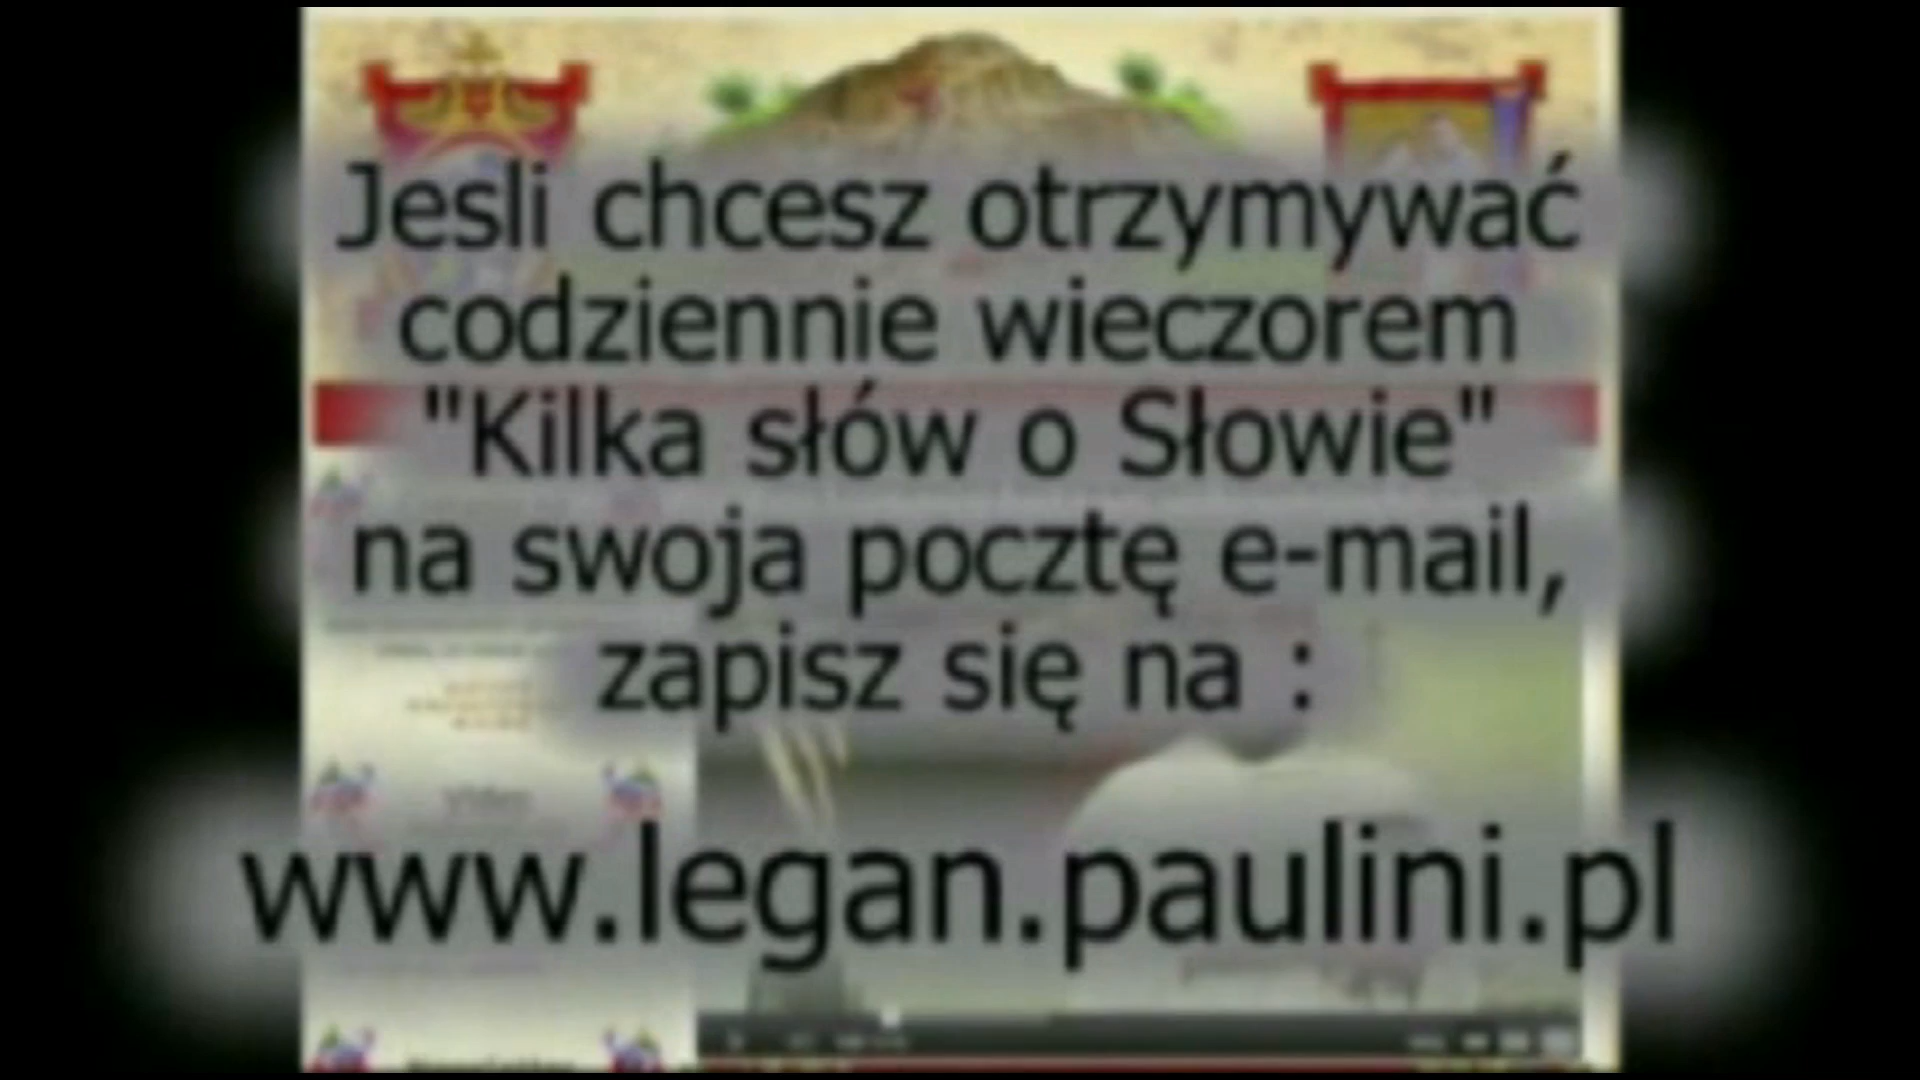 Jesli chcesz otrzymywać
codziennie wieczorem
"Kilka słów o Słowie"
na swoja pocztę e-mail,
zapisz się na :
www.legan.paulini.pl